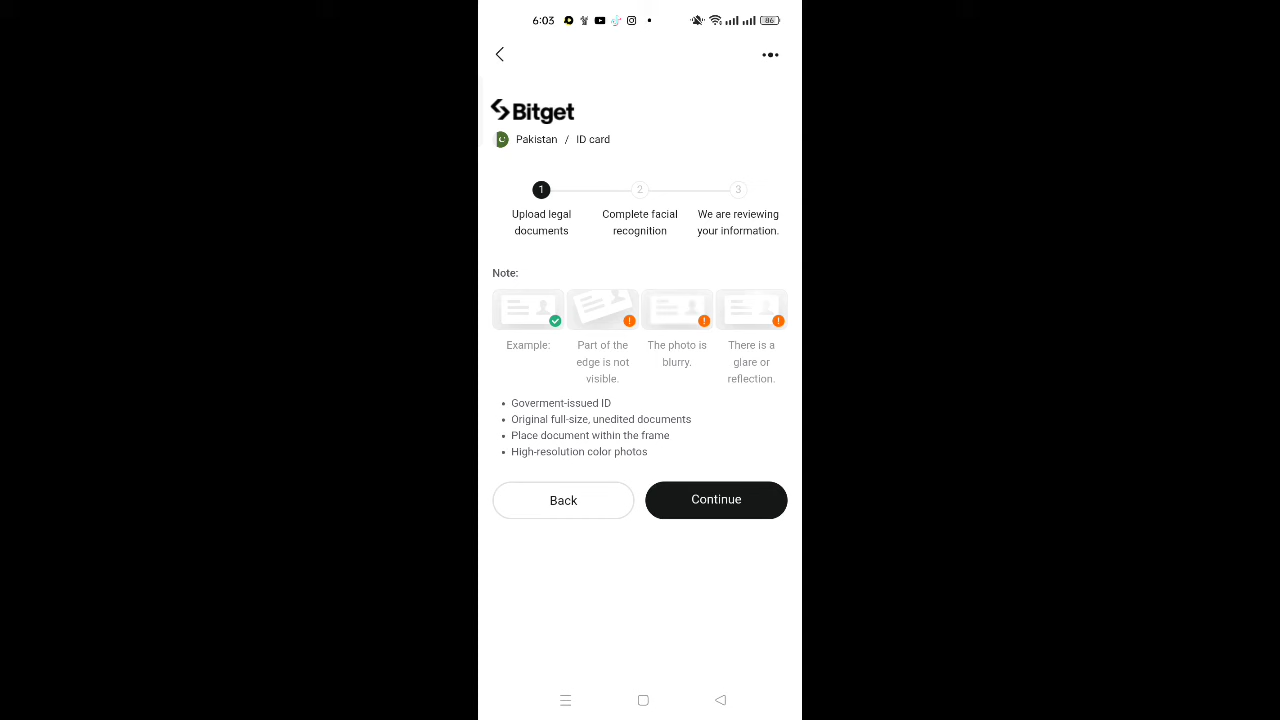 6:03
86
Bitget
Pakistan / ID card
1
2
3
Upload legal
documents
Complete facial
recognition
We are reviewing
your information.
Note:
Example:
Part of the
edge is not
visible.
The photo is
blurry.
There is a
glare or
reflection.
• Goverment-issued ID
• Original full-size, unedited documents
• Place document within the frame
• High-resolution color photos
Back
Continue